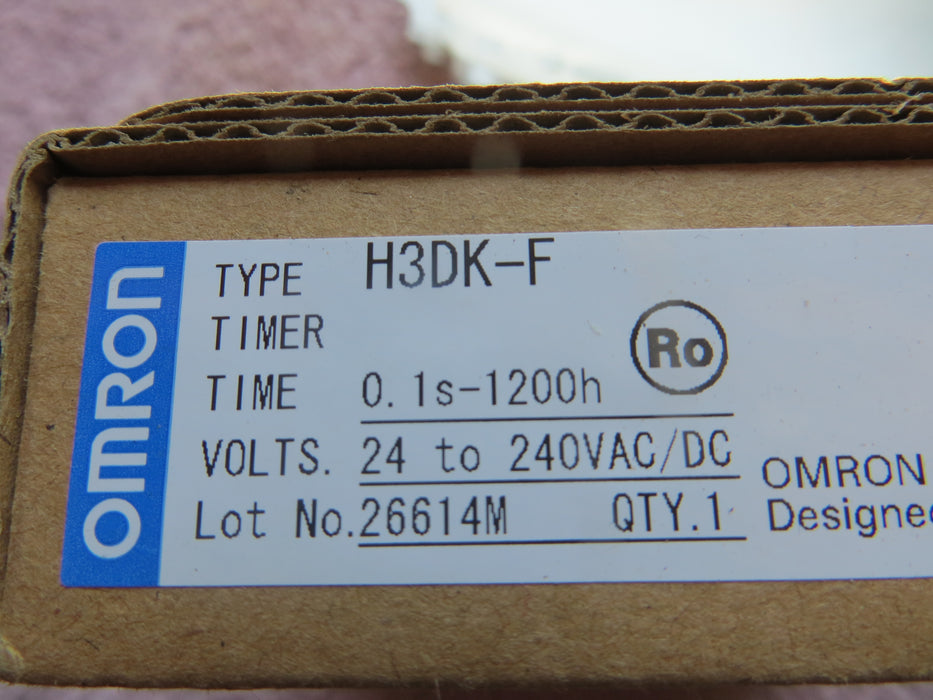 OMRON
TYPE H3DK-F
TIMER
Ro
TIME 0.1s-1200h
VOLTS. 24 to 240VAC/DC
Lot No. 26614M QTY.1
OMRON
Designed